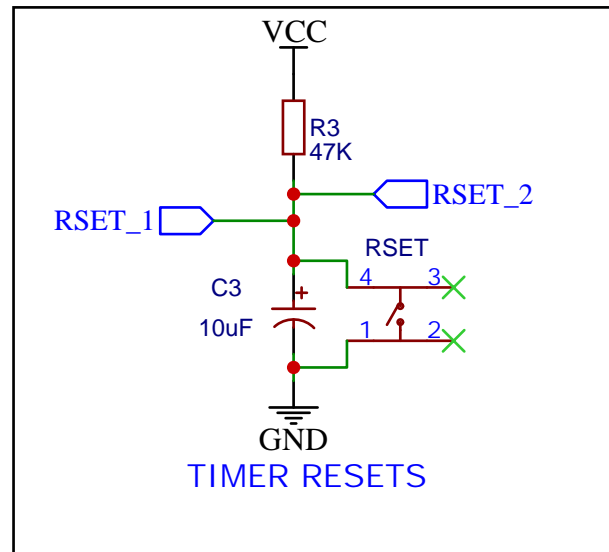 VCC
R3
47K
RSET_1
RSET_2
RSET
C3
10uF
+
4 3
1 2
GND
TIMER RESETS